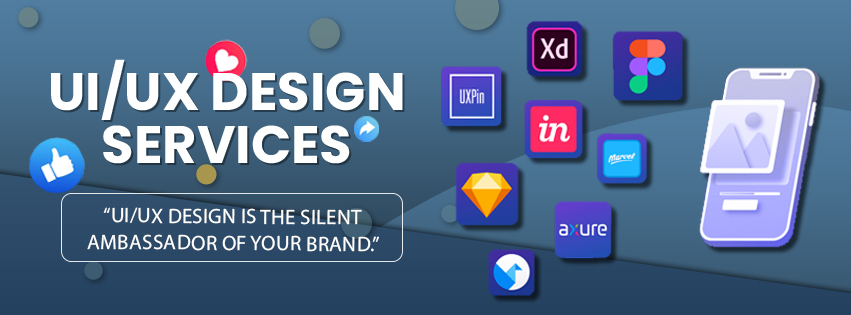 UI/UX DESIGN
SERVICES
“UI/UX DESIGN IS THE SILENT
AMBASSADOR OF YOUR BRAND.”
Xd
UXPin
in
Marvel
axure